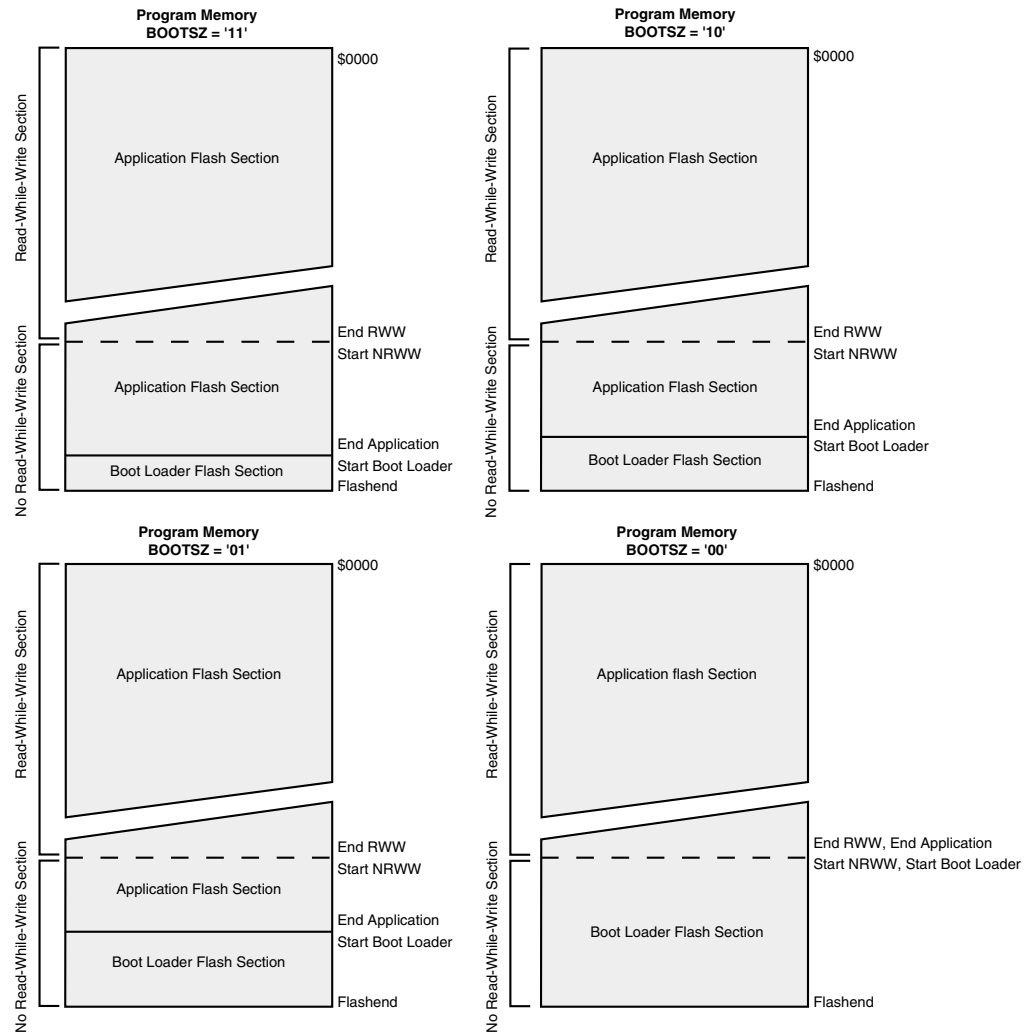 Program Memory
BOOTSZ = '11'
$0000
Read-While-Write Section
Application Flash Section
End RWW
Start NRWW
No Read-While-Write Section
Application Flash Section
End Application
Start Boot Loader
Boot Loader Flash Section
Flashend
Program Memory
BOOTSZ = '10'
$0000
Read-While-Write Section
Application Flash Section
End RWW
Start NRWW
No Read-While-Write Section
Application Flash Section
End Application
Start Boot Loader
Boot Loader Flash Section
Flashend
Program Memory
BOOTSZ = '01'
$0000
Read-While-Write Section
Application Flash Section
End RWW
Start NRWW
No Read-While-Write Section
Application Flash Section
End Application
Start Boot Loader
Boot Loader Flash Section
Flashend
Program Memory
BOOTSZ = '00'
$0000
Read-While-Write Section
Application flash Section
End RWW, End Application
Start NRWW, Start Boot Loader
No Read-While-Write Section
Boot Loader Flash Section
Flashend